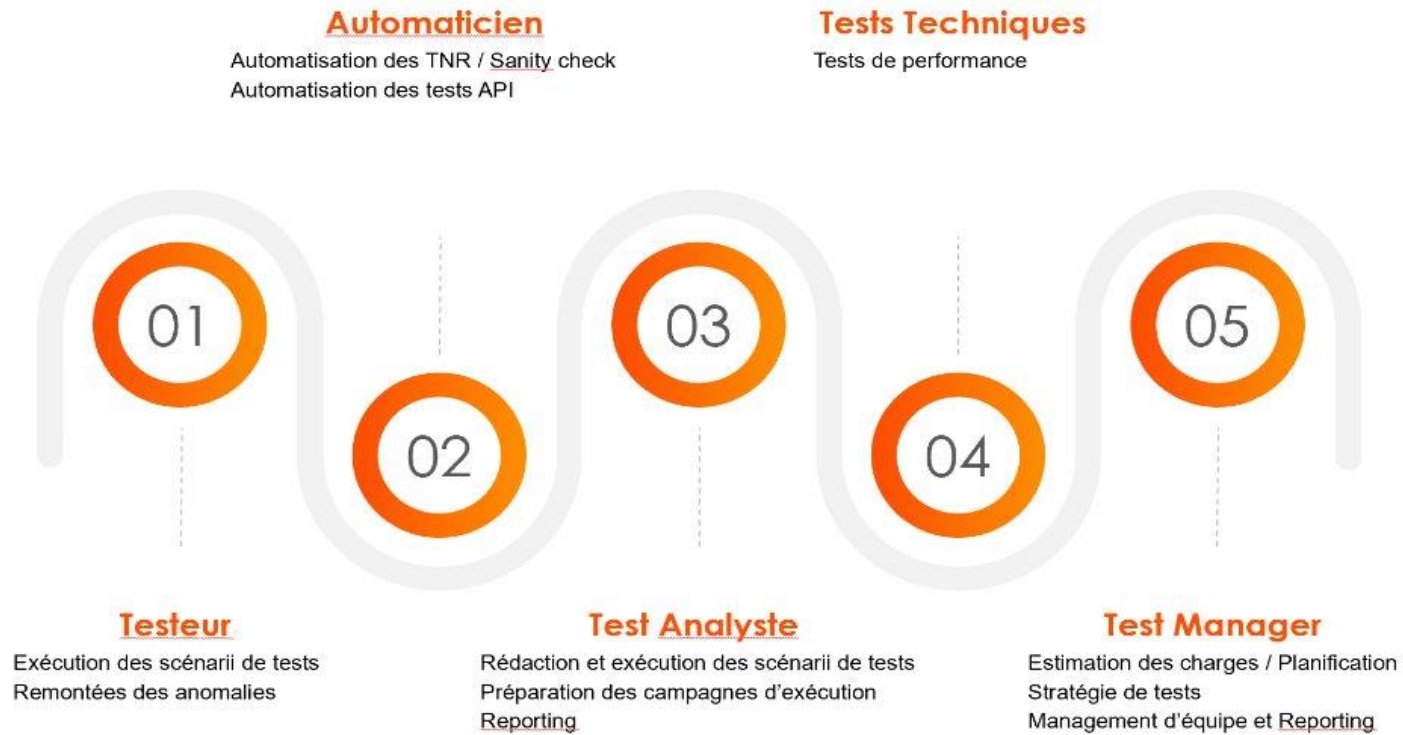 Automaticien
Automatisation des TNR / Sanity check
Automatisation des tests API
Tests Techniques
Tests de performance
01
02
03
04
05
Testeur
Exécution des scénarii de tests
Remontées des anomalies
Test Analyste
Rédaction et exécution des scénarii de tests
Préparation des campagnes d’exécution
Reporting
Test Manager
Estimation des charges / Planification
Stratégie de tests
Management d’équipe et Reporting